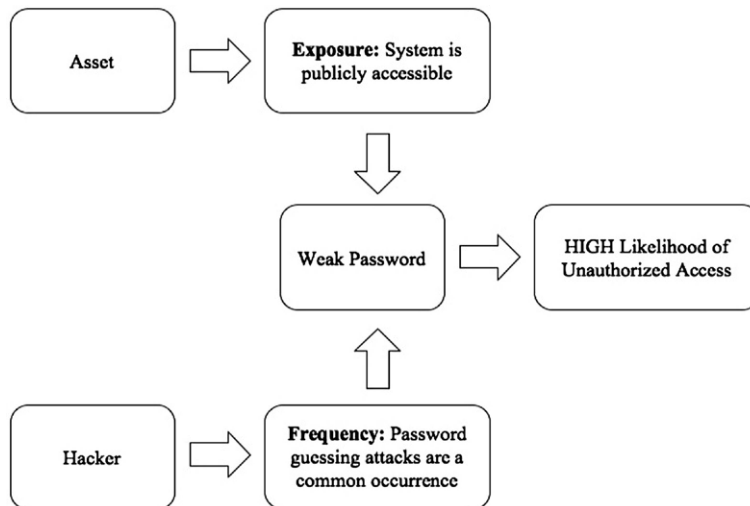 Asset
Exposure: System is
publicly accessible
Weak Password
HIGH Likelihood of
Unauthorized Access
Hacker
Frequency: Password
guessing attacks are a
common occurrence